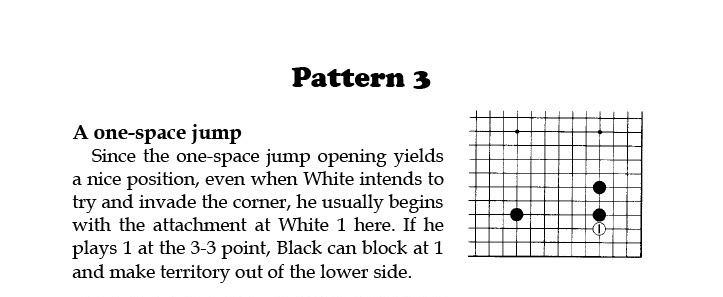 Pattern 3
A one-space jump
Since the one-space jump opening yields
a nice position, even when White intends to
try and invade the corner, he usually begins
with the attachment at White 1 here. If he
plays 1 at the 3-3 point, Black can block at 1
and make territory out of the lower side.
1